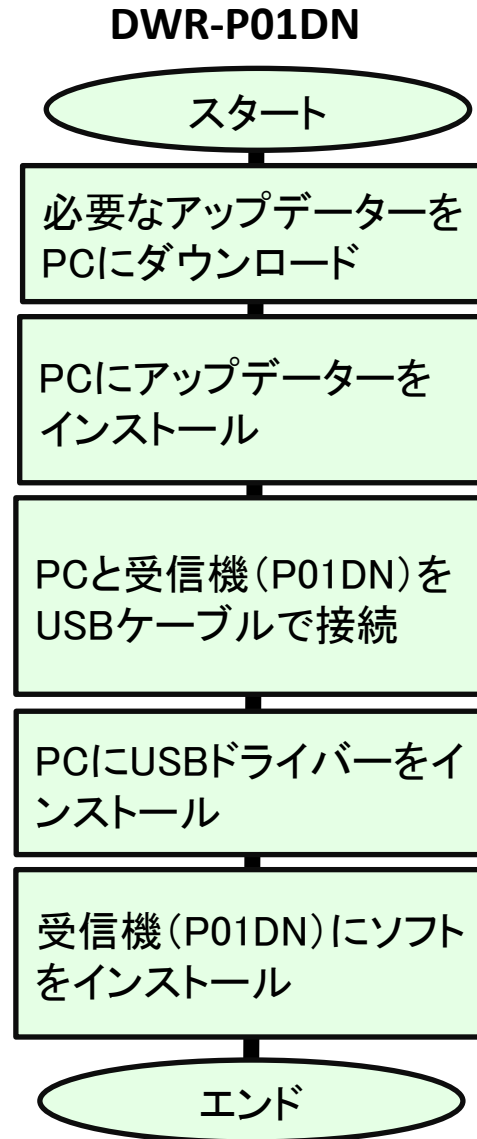 DWR-P01DN
スタート
必要なアップデーターを
PCにダウンロード
PCにアップデーターを
インストール
PCと受信機(P01DN)を
USBケーブルで接続
PCにUSBドライバーをイ
ンストール
受信機(P01DN)にソフト
をインストール
エンド